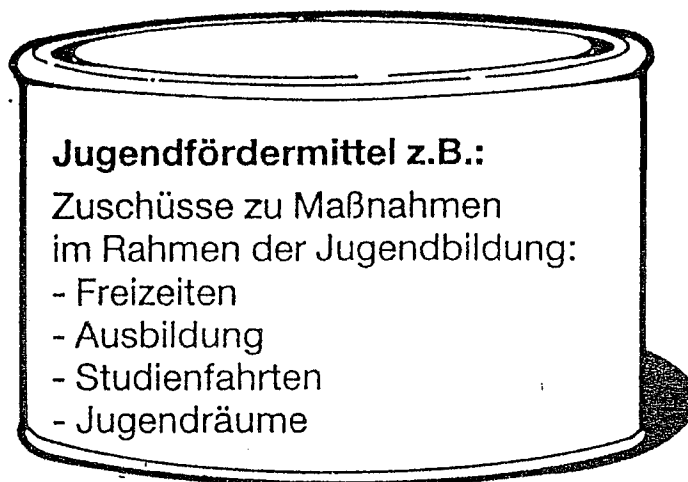 Jugendfördermittel z.B.:
Zuschüsse zu Maßnahmen
im Rahmen der Jugendbildung:
- Freizeiten
- Ausbildung
- Studienfahrten
- Jugendräume